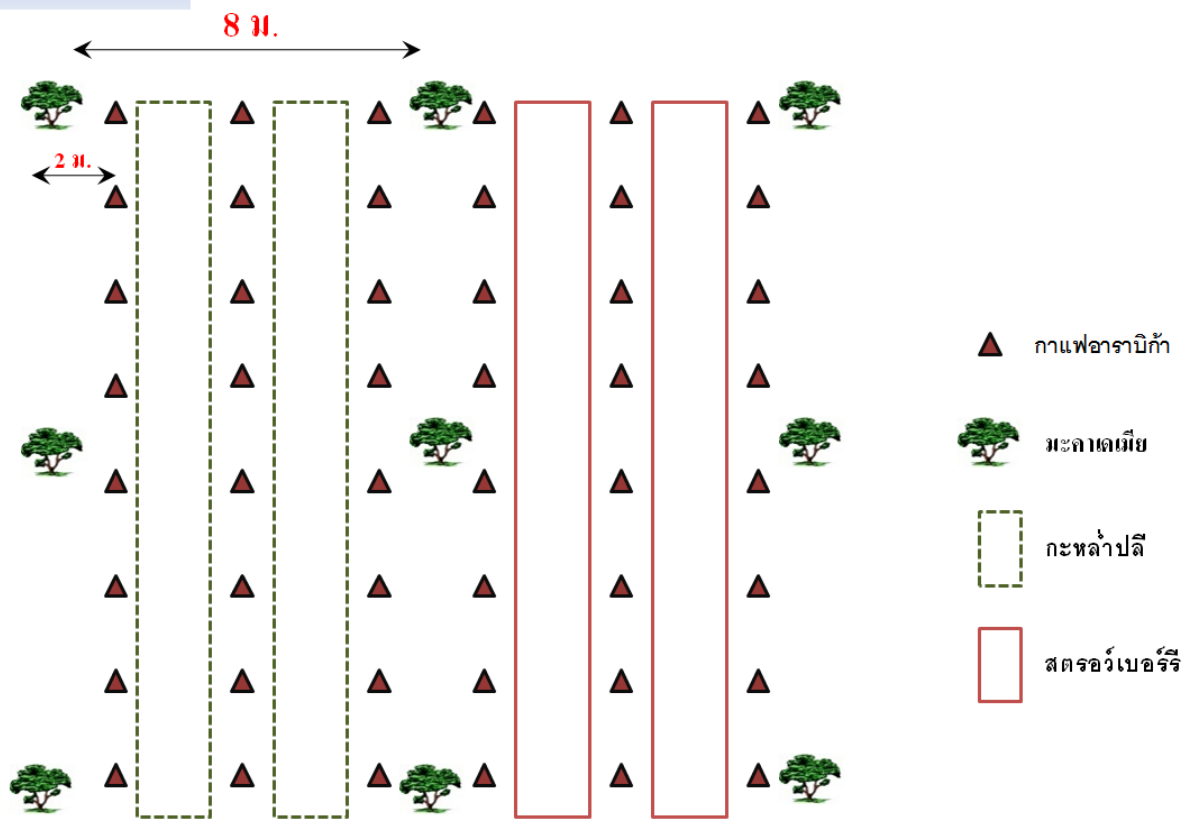 8 ม.
2 ม.
กาแฟอาราบิก้า
มะคาเดเมีย
กะหล่ำปลี
สตรอว์เบอร์รี